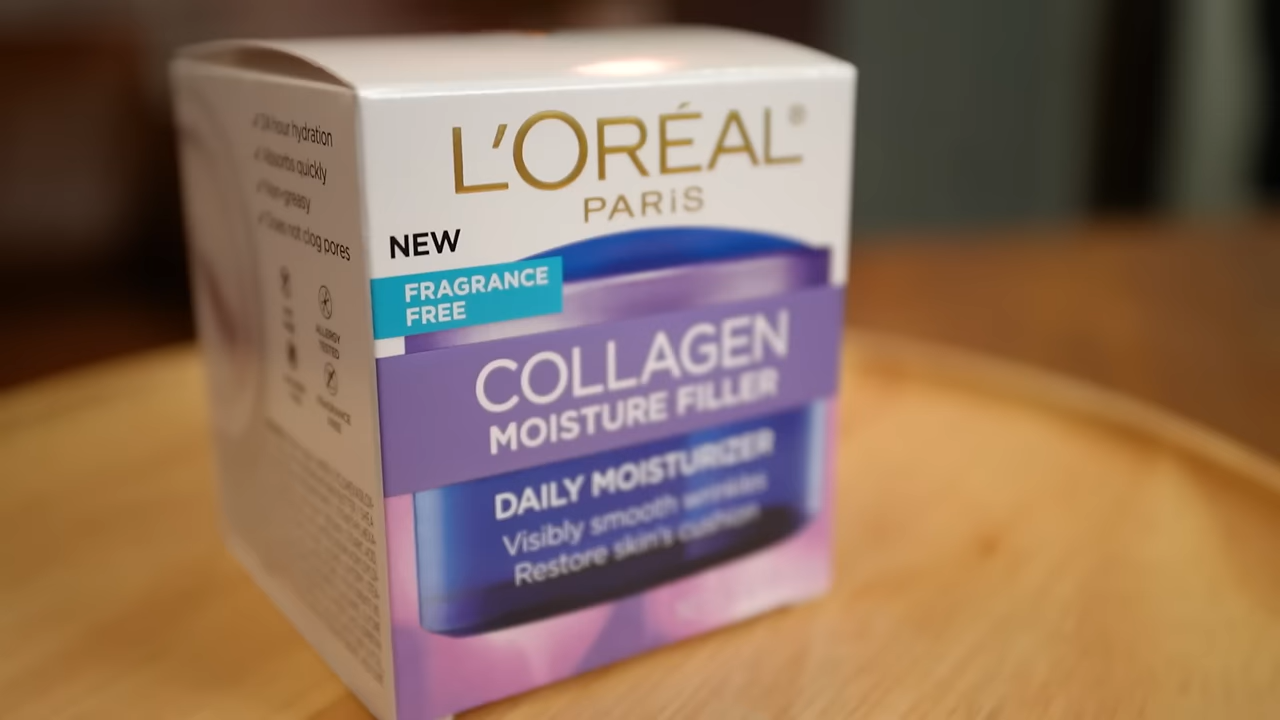 L'ORÉAL®
PARiS
NEW
FRAGRANCE
FREE
COLLAGEN
MOISTURE FILLER
DAILY MOISTURIZER
Visibly smooth wrinkles
Restore skin's cushion
24 hour hydration
Absorbs quickly
Non-greasy
Does not clog pores
ALLERGY
TESTED
FRAGRANCE
FREE